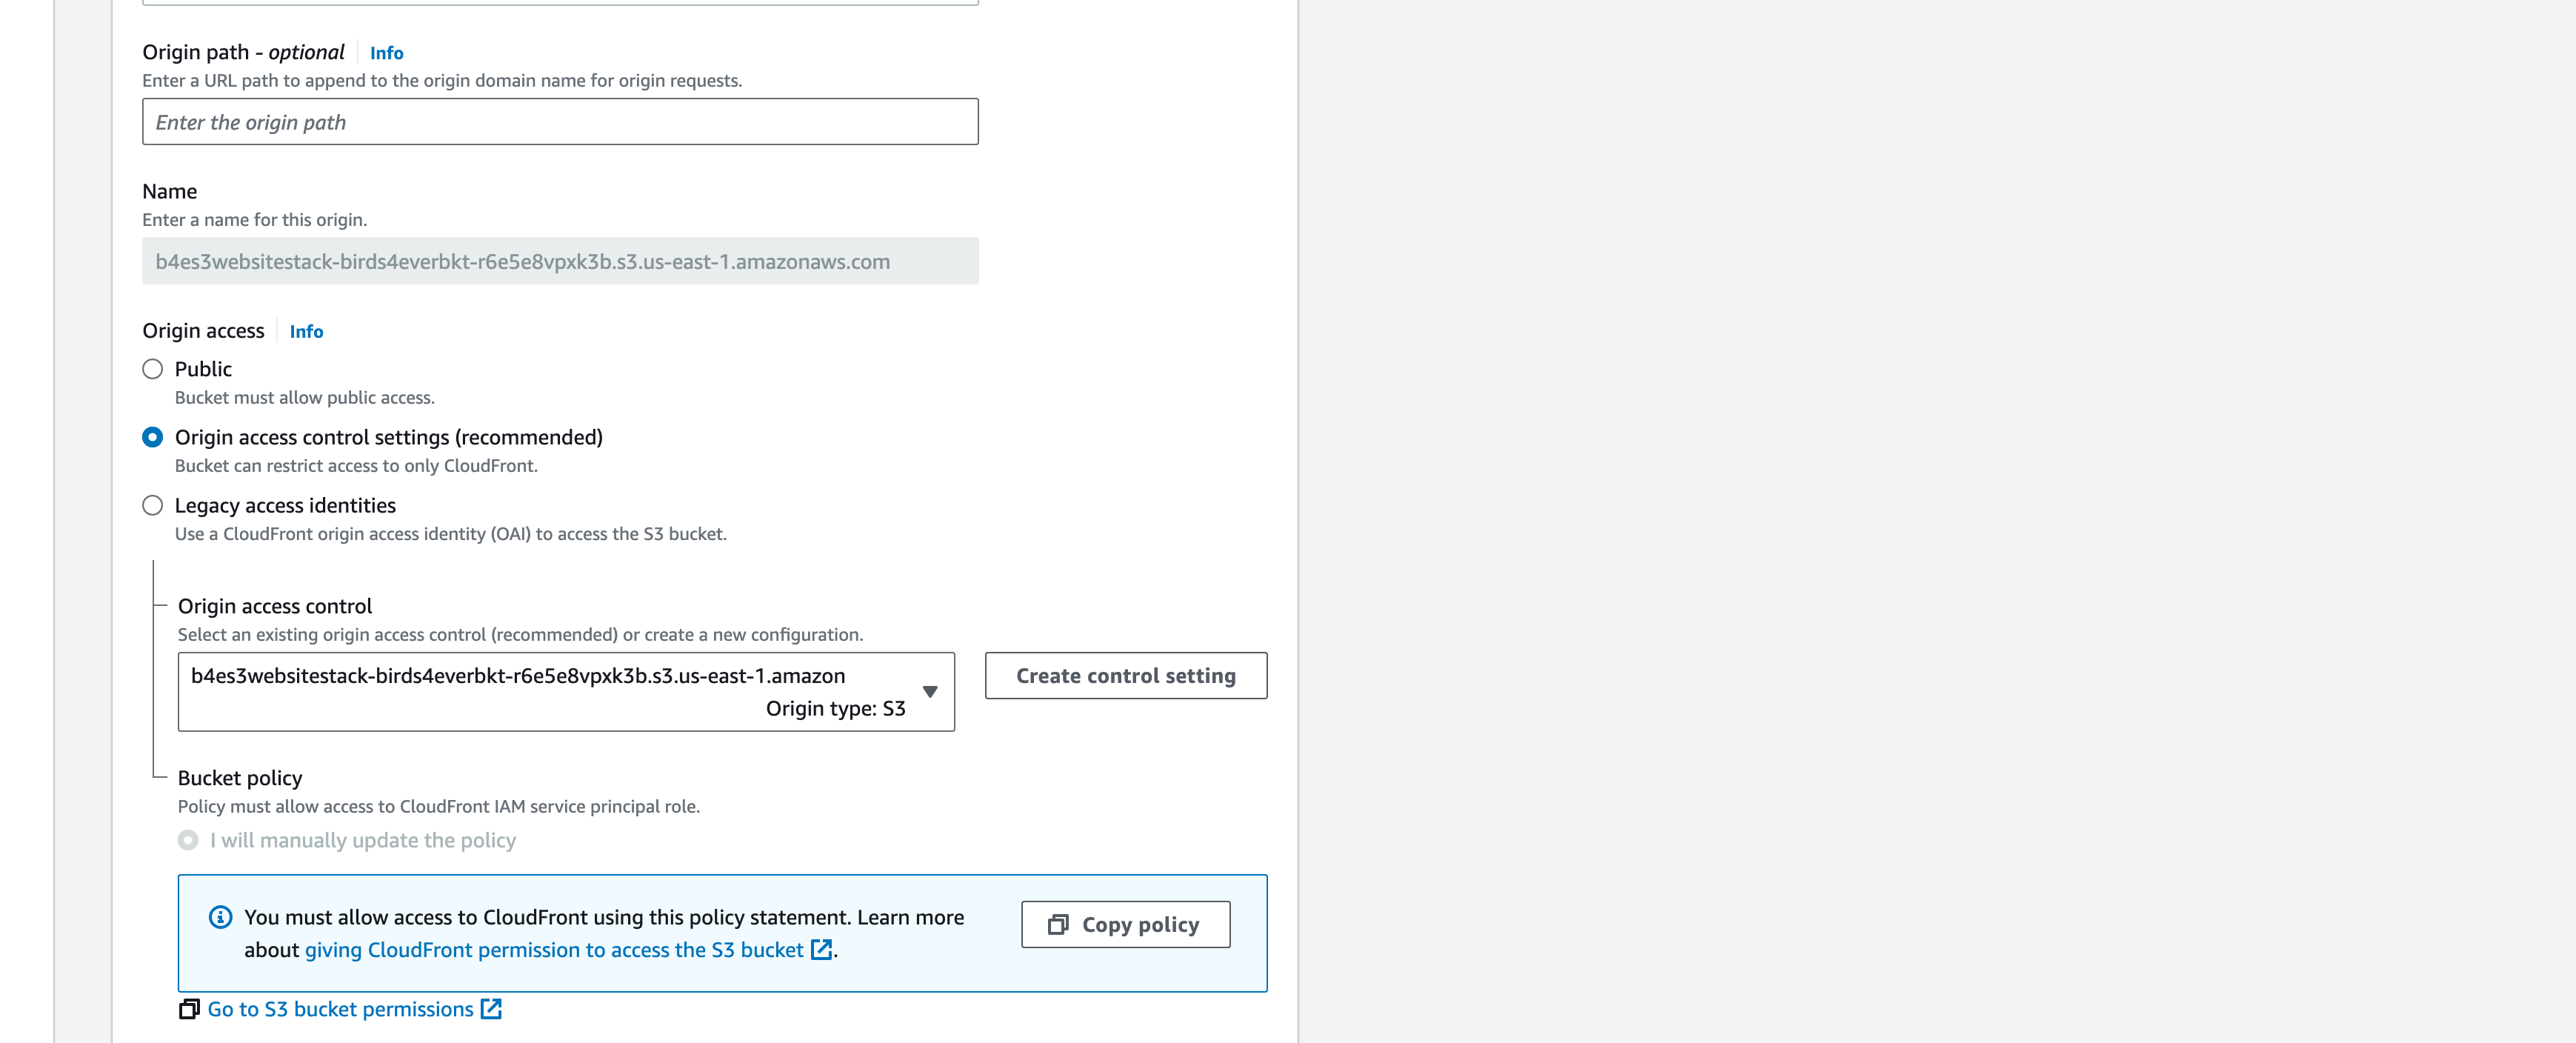 Origin path - optional Info
Enter a URL path to append to the origin domain name for origin requests.
Enter the origin path
Name
Enter a name for this origin.
b4es3websitestack-birds4everbkt-r6e5e8vpxk3b.s3.us-east-1.amazonaws.com
Origin access Info
Public
Bucket must allow public access.
Origin access control settings (recommended)
Bucket can restrict access to only CloudFront.
Legacy access identities
Use a CloudFront origin access identity (OAI) to access the S3 bucket.
Origin access control
Select an existing origin access control (recommended) or create a new configuration.
b4es3websitestack-birds4everbkt-r6e5e8vpxk3b.s3.us-east-1.amazon
Origin type: S3
Create control setting
Bucket policy
Policy must allow access to CloudFront IAM service principal role.
I will manually update the policy
You must allow access to CloudFront using this policy statement. Learn more
about giving CloudFront permission to access the S3 bucket.
Copy policy
Go to S3 bucket permissions